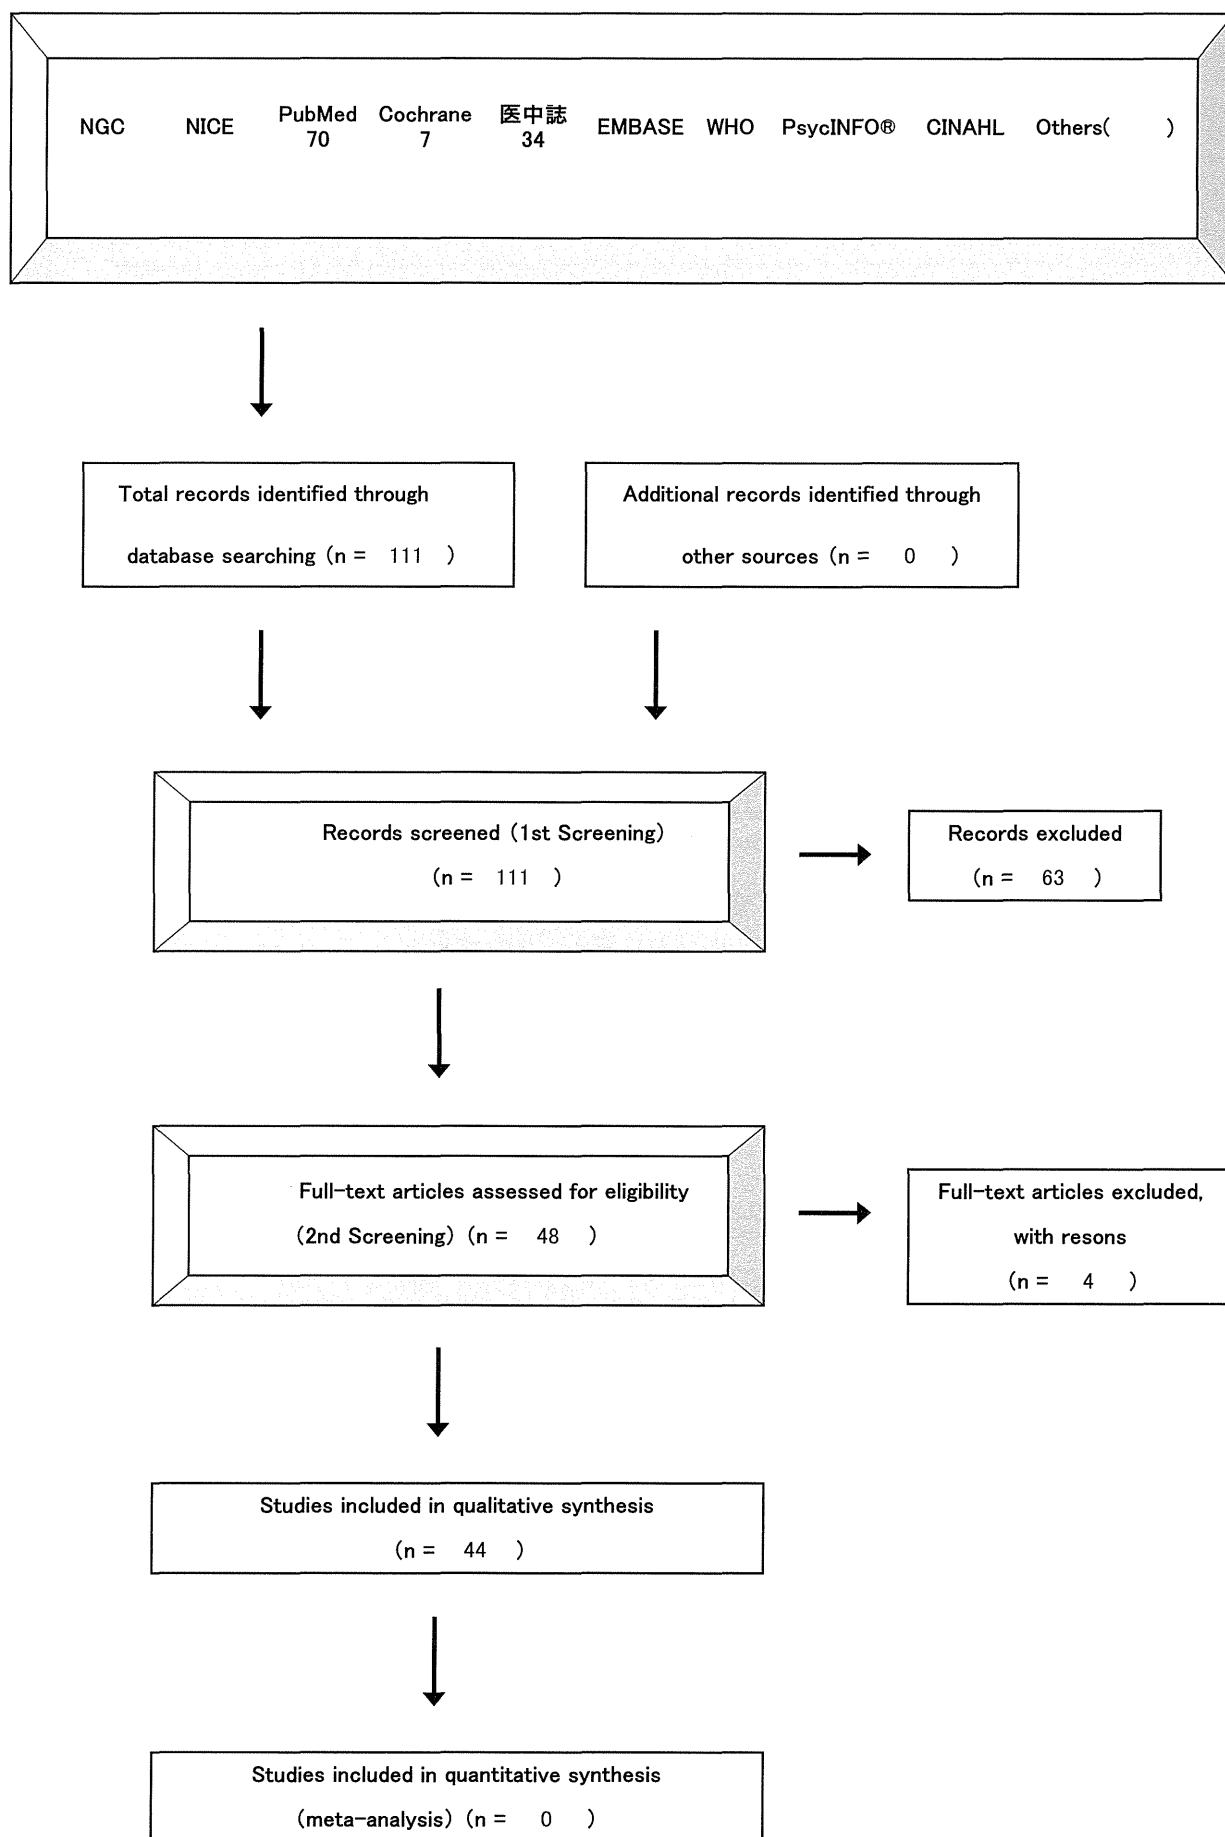 NGC NICE PubMed Cochrane 医中誌 EMBASE WHO PsycINFO® CINAHL Others( )
70 7 34
Total records identified through
database searching (n = 111 )
Additional records identified through
other sources (n = 0 )
Records screened (1st Screening)
(n = 111 )
Records excluded
(n = 63 )
Full-text articles assessed for eligibility
(2nd Screening) (n = 48 )
Full-text articles excluded,
with resons
(n = 4 )
Studies included in qualitative synthesis
(n = 44 )
Studies included in quantitative synthesis
(meta-analysis) (n = 0 )